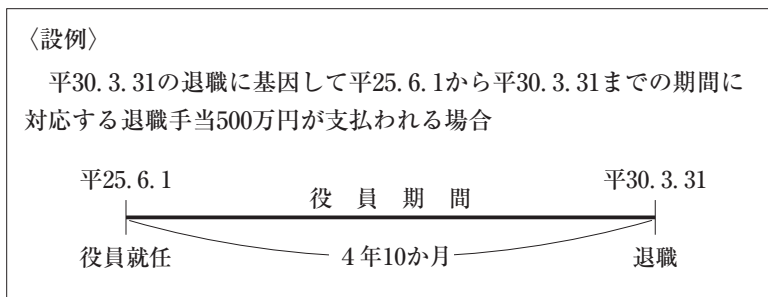 〈設例〉
平30.3.31の退職に基因して平25.6.1から平30.3.31までの期間に
対応する退職手当500万円が支払われる場合
平25.6.1
平30.3.31
役員期間
役員就任
4年10か月
退職